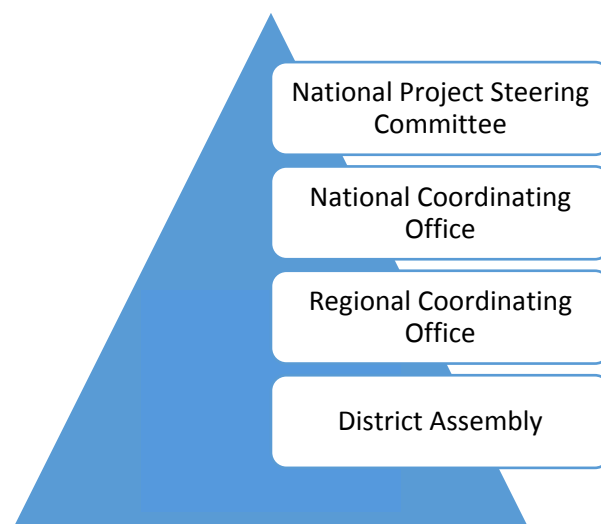 National Project Steering
Committee
National Coordinating
Office
Regional Coordinating
Office
District Assembly